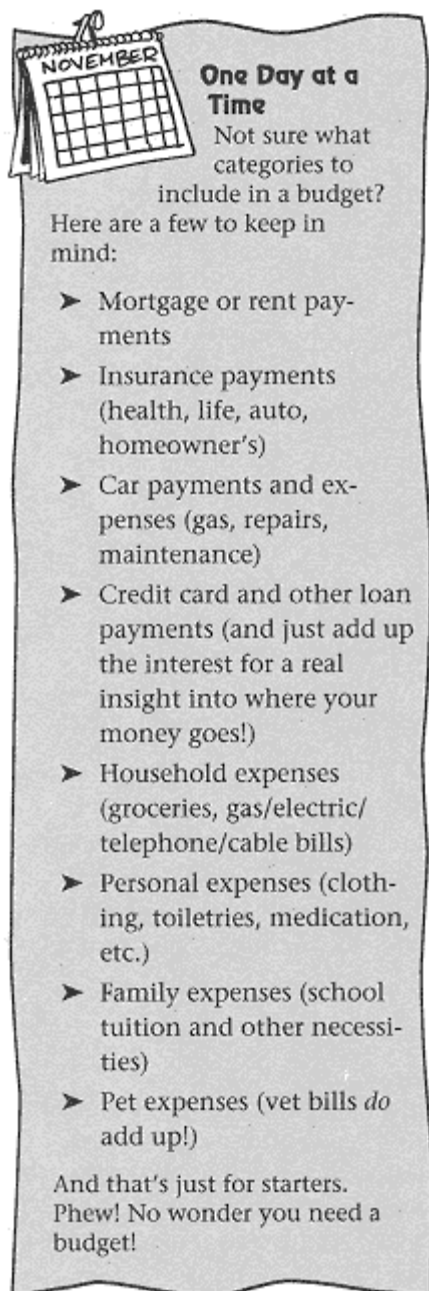 NOVEMBER
One Day at a
Time
Not sure what
categories to
include in a budget?
Here are a few to keep in
mind:
➤ Mortgage or rent pay-
ments
➤ Insurance payments
(health, life, auto,
homeowner's)
➤ Car payments and ex-
penses (gas, repairs,
maintenance)
➤ Credit card and other loan
payments (and just add up
the interest for a real
insight into where your
money goes!)
➤ Household expenses
(groceries, gas/electric/
telephone/cable bills)
➤ Personal expenses (cloth-
ing, toiletries, medication,
etc.)
➤ Family expenses (school
tuition and other necessi-
ties)
➤ Pet expenses (vet bills do
add up!)
And that's just for starters.
Phew! No wonder you need a
budget!